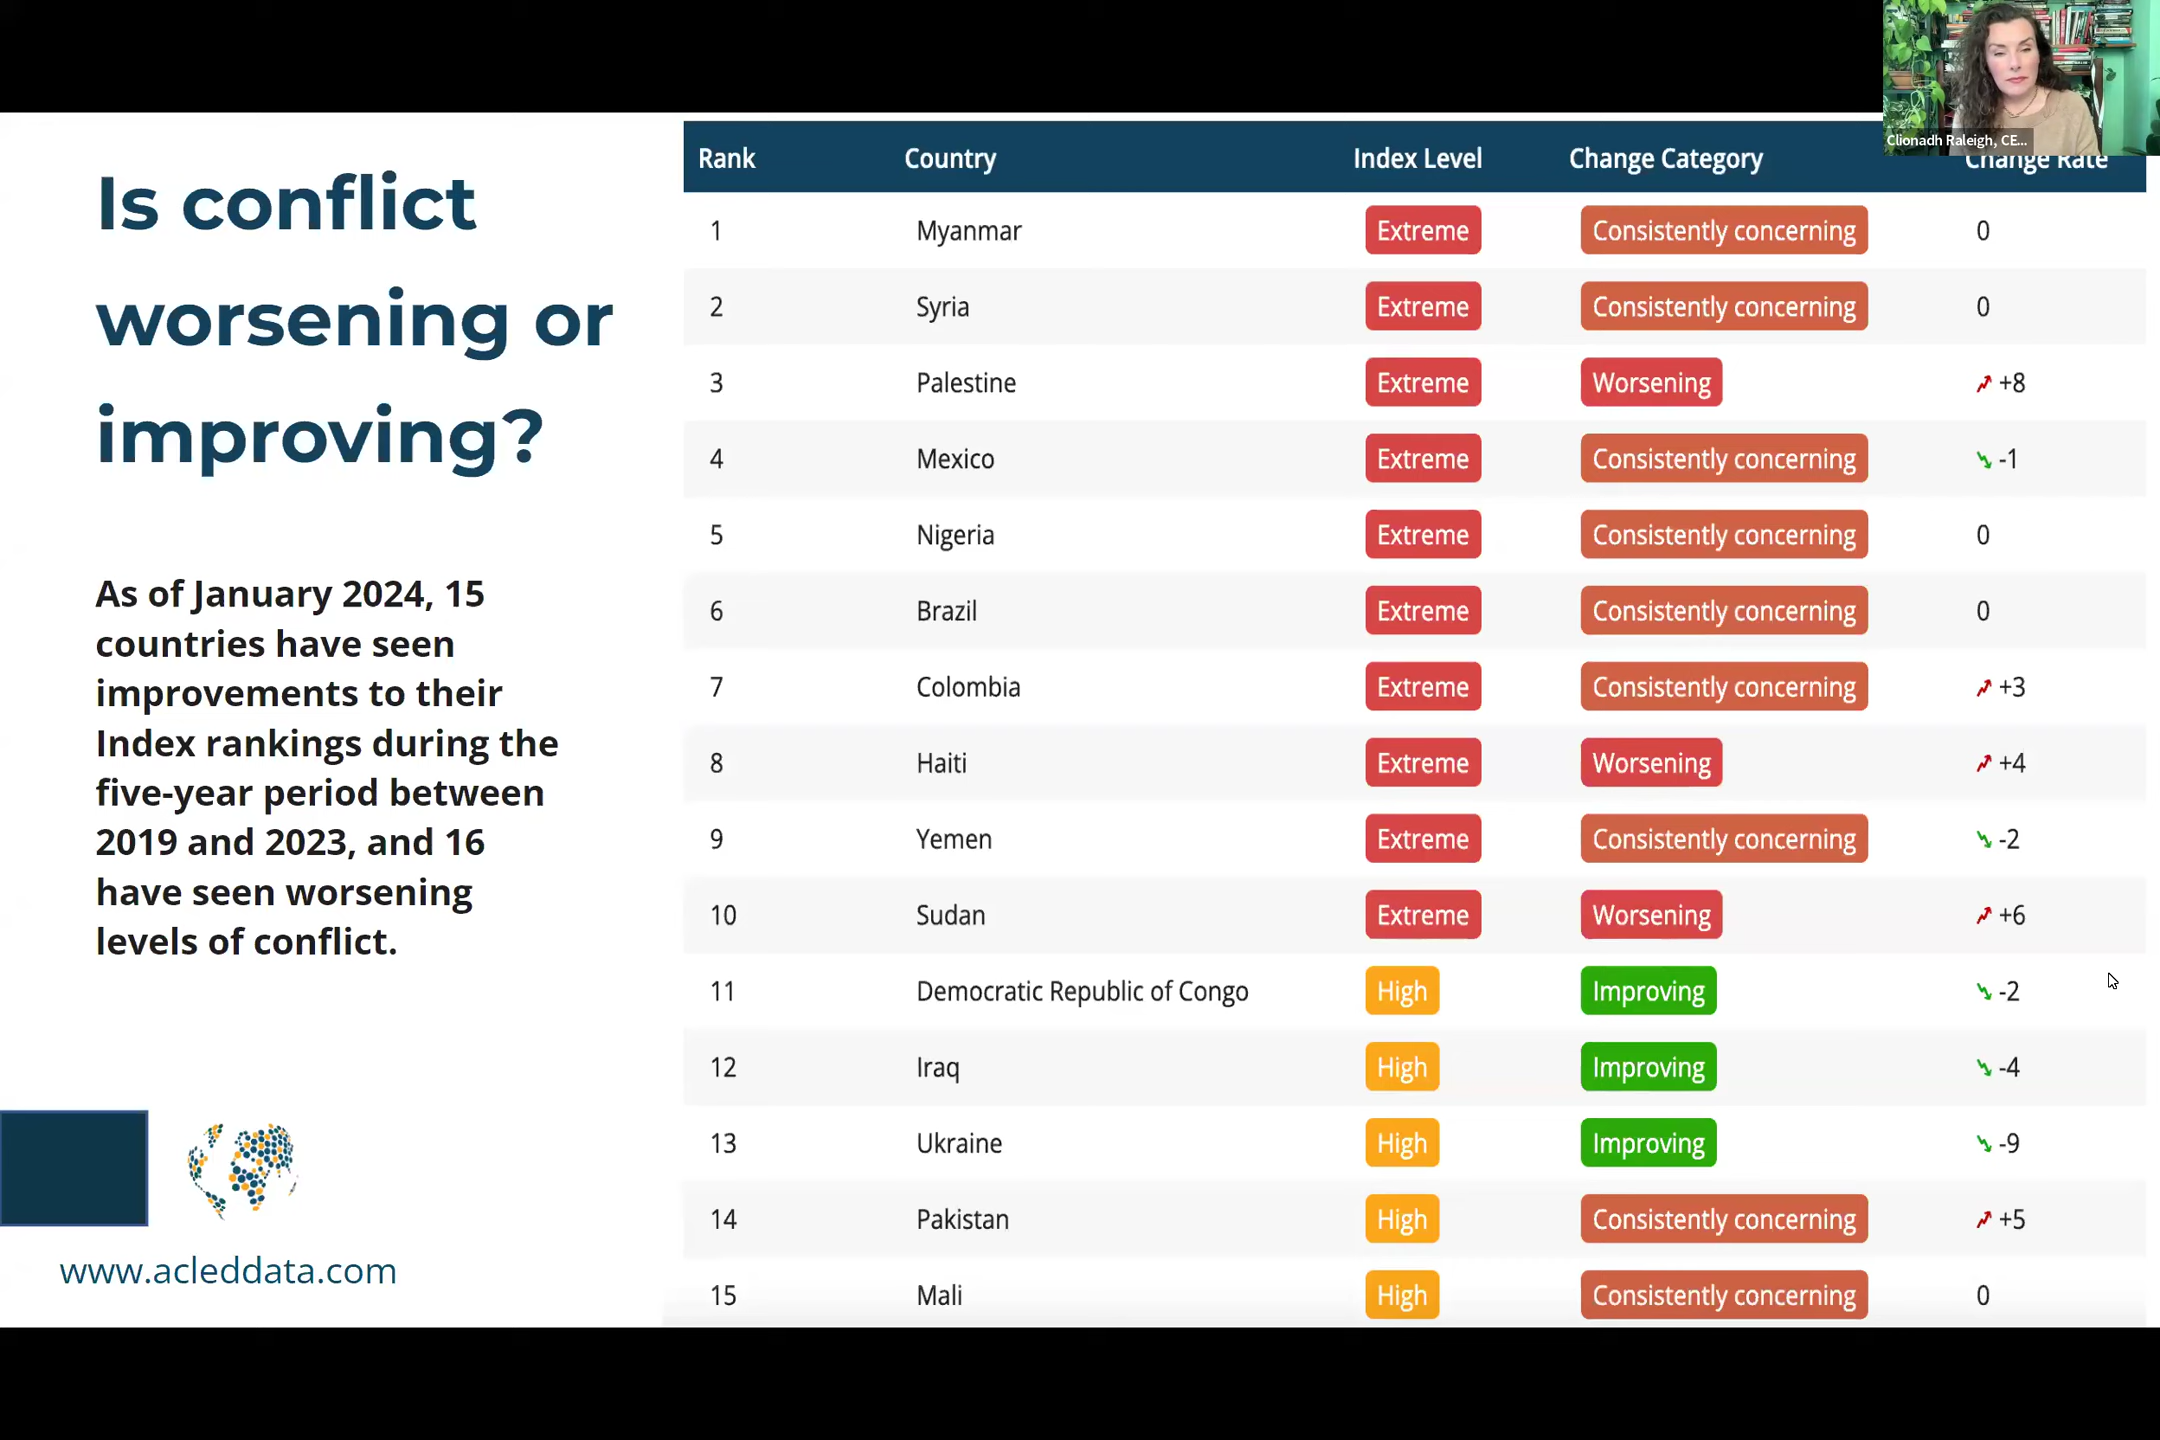 Clionadh Raleigh, CE...
Is conflict
worsening or
improving?
As of January 2024, 15
countries have seen
improvements to their
Index rankings during the
five-year period between
2019 and 2023, and 16
have seen worsening
levels of conflict.
www.acleddata.com
Rank Country Index Level Change Category Change Rate
1 Myanmar Extreme Consistently concerning 0
2 Syria Extreme Consistently concerning 0
3 Palestine Extreme Worsening +8
4 Mexico Extreme Consistently concerning -1
5 Nigeria Extreme Consistently concerning 0
6 Brazil Extreme Consistently concerning 0
7 Colombia Extreme Consistently concerning +3
8 Haiti Extreme Worsening +4
9 Yemen Extreme Consistently concerning -2
10 Sudan Extreme Worsening +6
11 Democratic Republic of Congo High Improving -2
12 Iraq High Improving -4
13 Ukraine High Improving -9
14 Pakistan High Consistently concerning +5
15 Mali High Consistently concerning 0